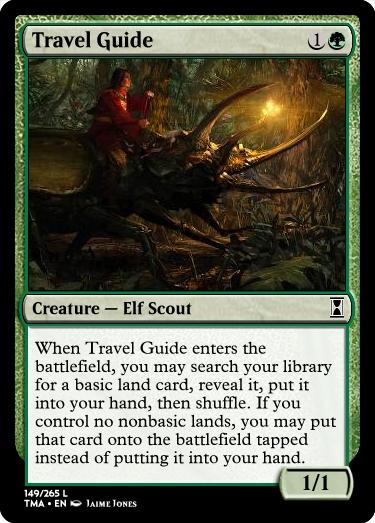 Travel Guide 1
Creature — Elf Scout
When Travel Guide enters the
battlefield, you may search your library
for a basic land card, reveal it, put it
into your hand, then shuffle. If you
control no nonbasic lands, you may put
that card onto the battlefield tapped
instead of putting it into your hand.
1/1
149/265 L
TMA • EN Jaime Jones